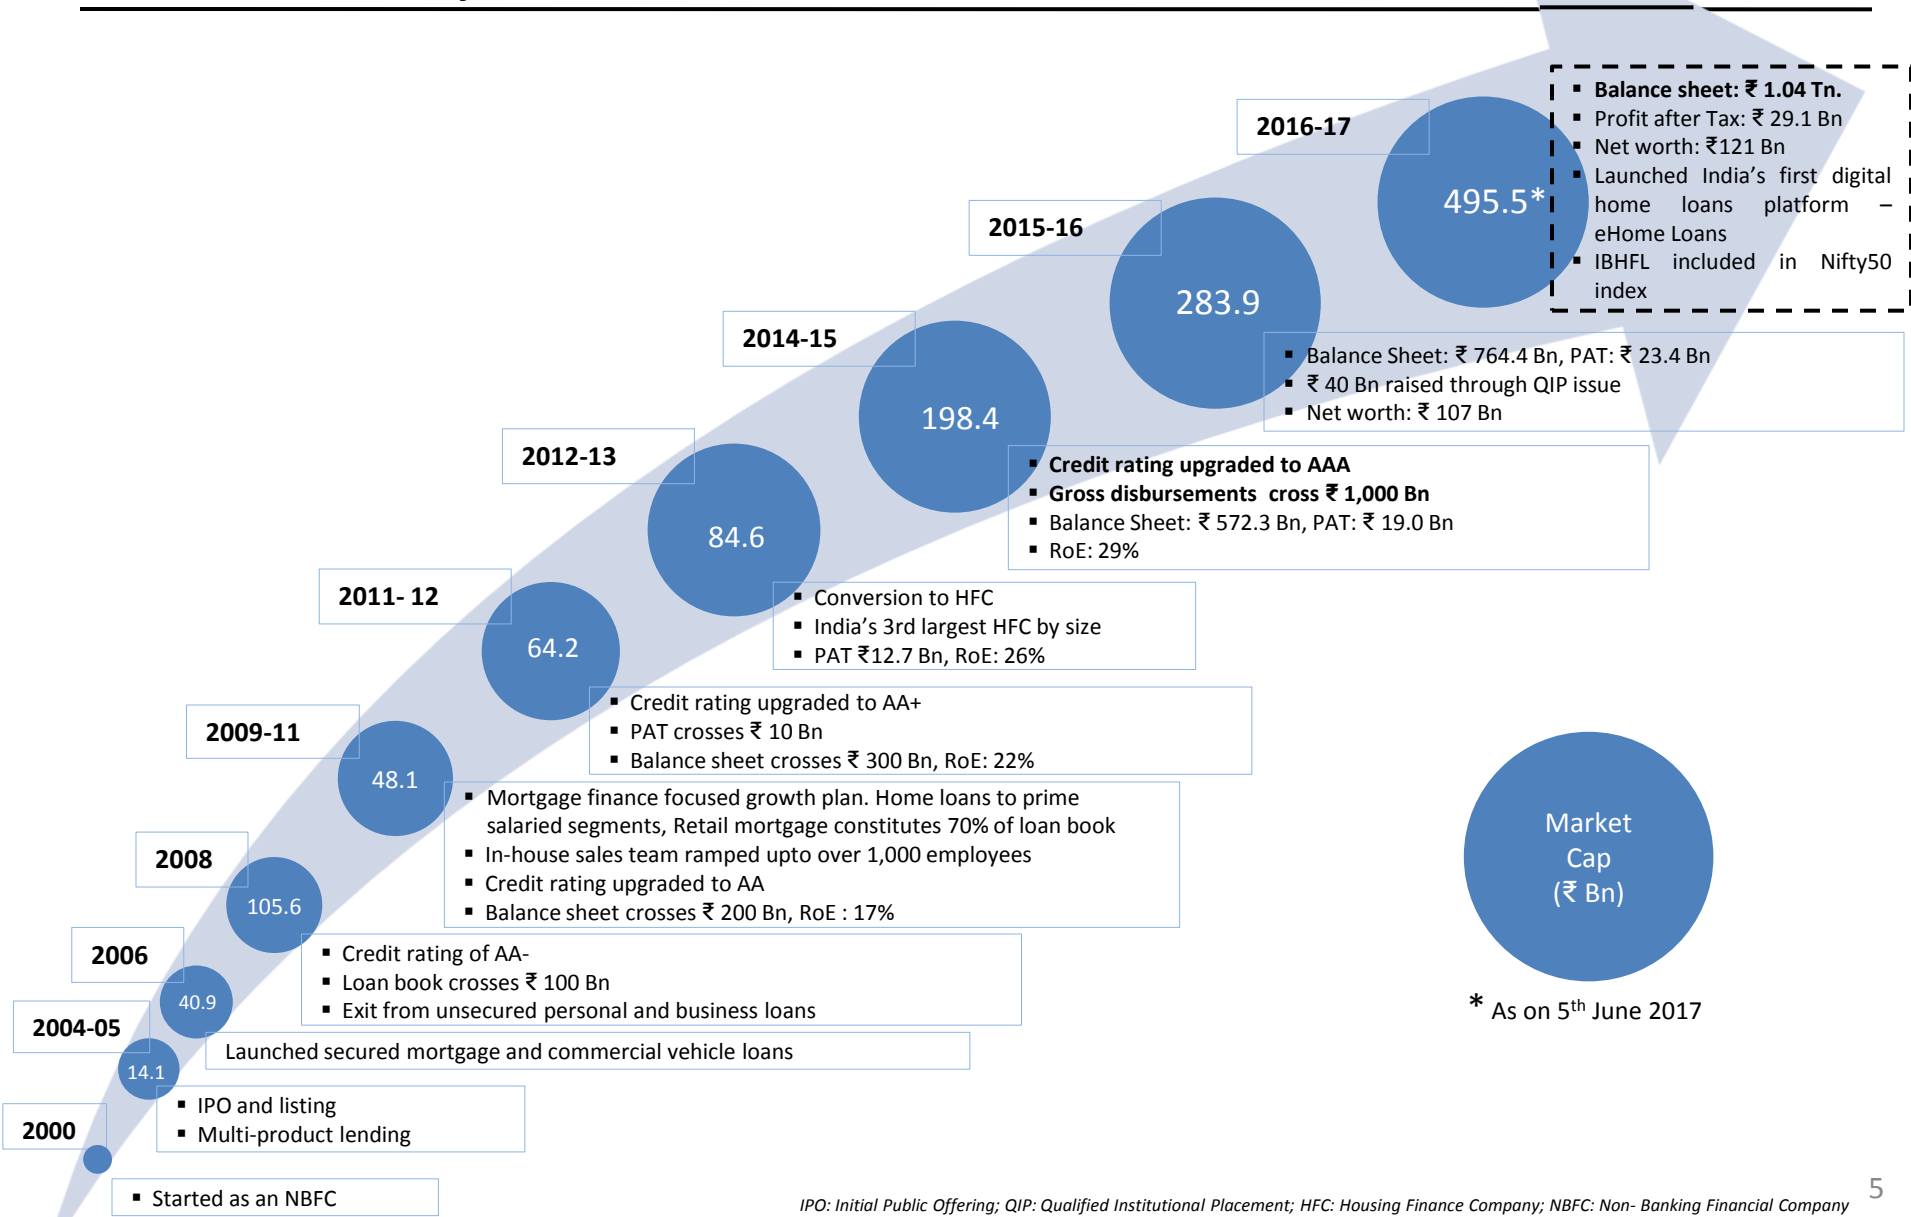 2016-17
495.5*
▪ Balance sheet: ₹ 1.04 Tn.
▪ Profit after Tax: ₹ 29.1 Bn
▪ Net worth: ₹121 Bn
▪ Launched India’s first digital
home loans platform –
eHome Loans
▪ IBHFL included in Nifty50
index
2015-16
283.9
▪ Balance Sheet: ₹ 764.4 Bn, PAT: ₹ 23.4 Bn
▪ ₹ 40 Bn raised through QIP issue
▪ Net worth: ₹ 107 Bn
2014-15
198.4
▪ Credit rating upgraded to AAA
▪ Gross disbursements cross ₹ 1,000 Bn
▪ Balance Sheet: ₹ 572.3 Bn, PAT: ₹ 19.0 Bn
▪ RoE: 29%
2012-13
84.6
▪ Conversion to HFC
▪ India’s 3rd largest HFC by size
▪ PAT ₹12.7 Bn, RoE: 26%
2011- 12
64.2
▪ Credit rating upgraded to AA+
▪ PAT crosses ₹ 10 Bn
▪ Balance sheet crosses ₹ 300 Bn, RoE: 22%
2009-11
48.1
▪ Mortgage finance focused growth plan. Home loans to prime
salaried segments, Retail mortgage constitutes 70% of loan book
▪ In-house sales team ramped upto over 1,000 employees
▪ Credit rating upgraded to AA
▪ Balance sheet crosses ₹ 200 Bn, RoE : 17%
2008
105.6
▪ Credit rating of AA-
▪ Loan book crosses ₹ 100 Bn
▪ Exit from unsecured personal and business loans
2006
40.9
Launched secured mortgage and commercial vehicle loans
2004-05
14.1
▪ IPO and listing
▪ Multi-product lending
2000
▪ Started as an NBFC
Market
Cap
(₹ Bn)
* As on 5th June 2017
IPO: Initial Public Offering; QIP: Qualified Institutional Placement; HFC: Housing Finance Company; NBFC: Non- Banking Financial Company
5